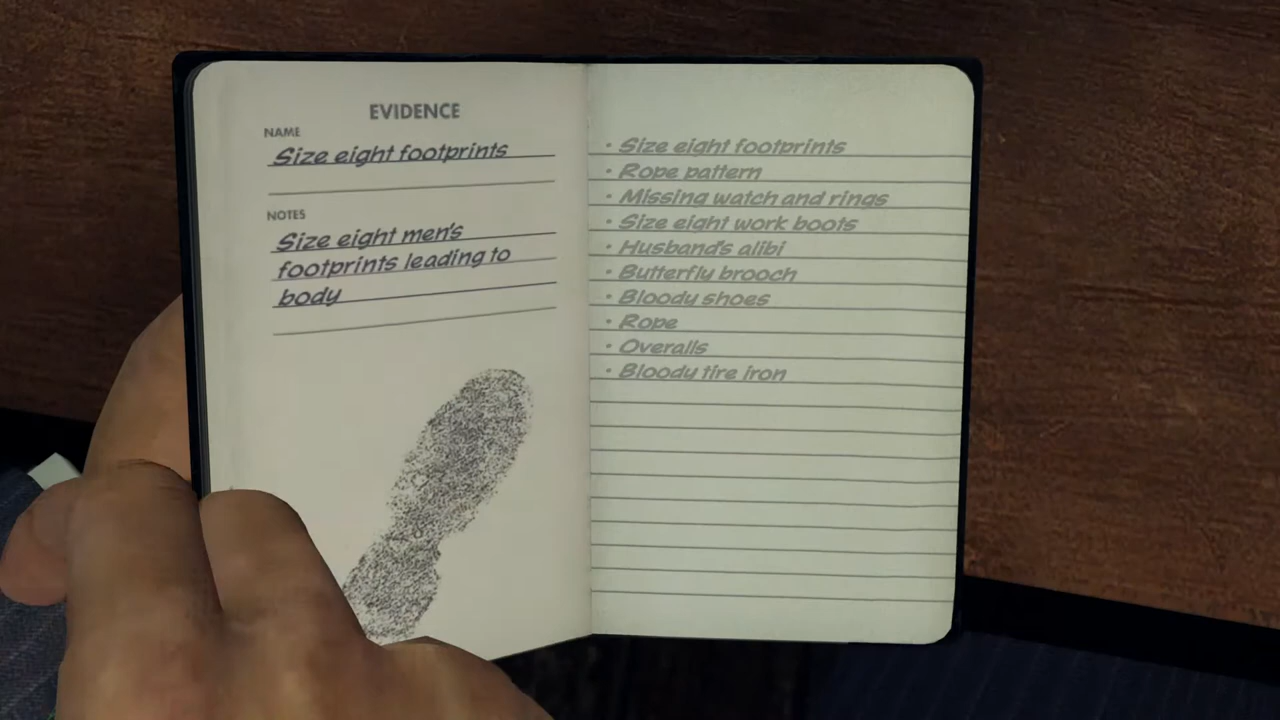 EVIDENCE
NAME
Size eight footprints
NOTES
Size eight men's
footprints leading to
body
• Size eight footprints
• Rope pattern
• Missing watch and rings
• Size eight work boots
• Husband's alibi
• Butterfly brooch
• Bloody shoes
• Rope
• Overalls
• Bloody tire iron